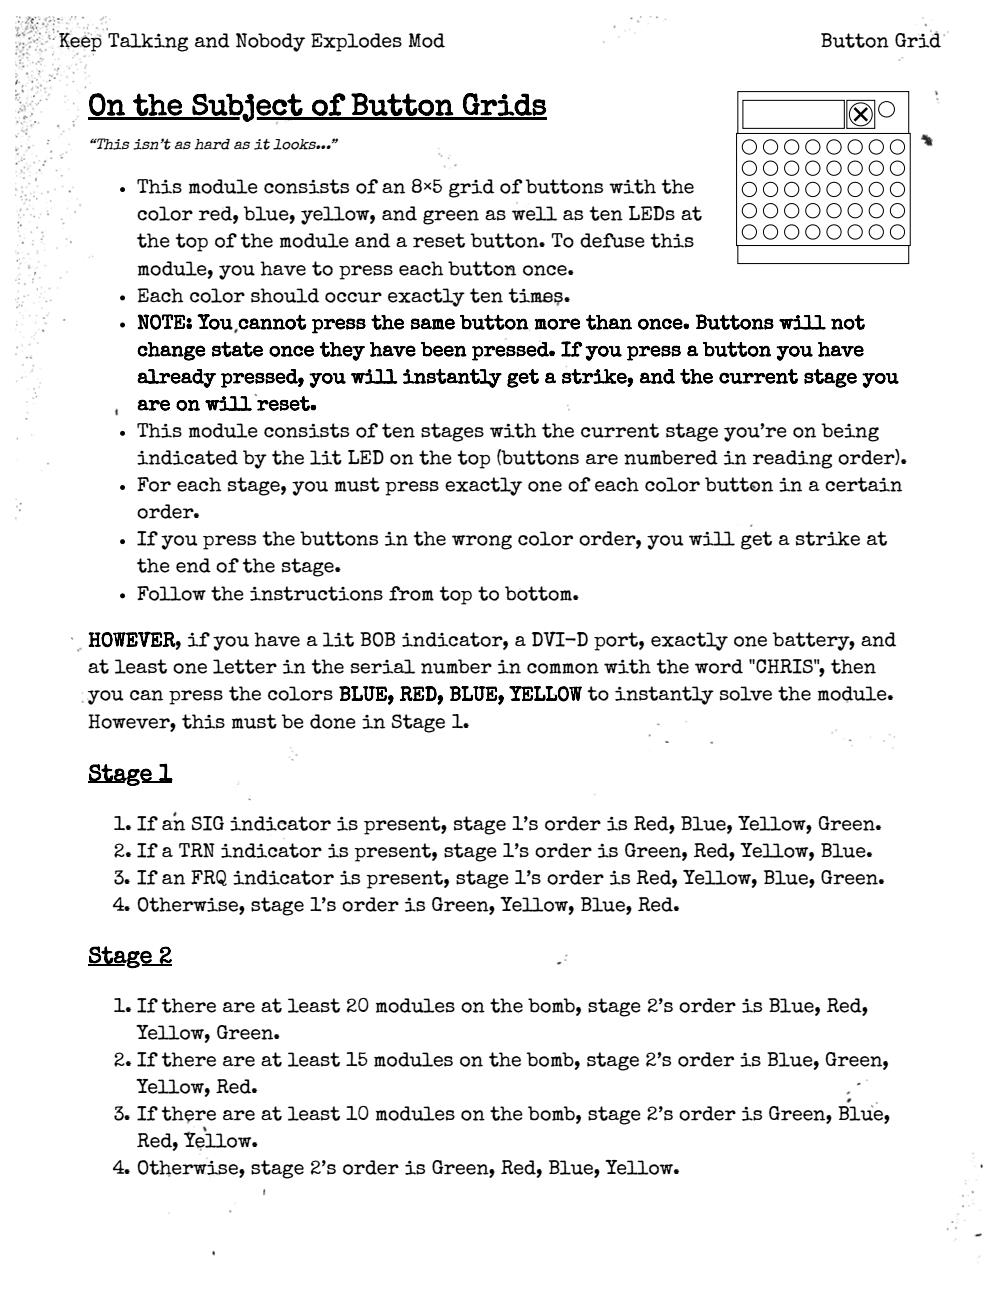 Keep Talking and Nobody Explodes Mod
Button Grid
On the Subject of Button Grids
“This isn’t as hard as it looks...”
• This module consists of an 8×5 grid of buttons with the
color red, blue, yellow, and green as well as ten LEDs at
the top of the module and a reset button. To defuse this
module, you have to press each button once.
• Each color should occur exactly ten times.
• NOTE: You cannot press the same button more than once. Buttons will not
change state once they have been pressed. If you press a button you have
already pressed, you will instantly get a strike, and the current stage you
are on will reset.
• This module consists of ten stages with the current stage you’re on being
indicated by the lit LED on the top (buttons are numbered in reading order).
• For each stage, you must press exactly one of each color button in a certain
order.
• If you press the buttons in the wrong color order, you will get a strike at
the end of the stage.
• Follow the instructions from top to bottom.
HOWEVER, if you have a lit BOB indicator, a DVI-D port, exactly one battery, and
at least one letter in the serial number in common with the word "CHRIS", then
you can press the colors BLUE, RED, BLUE, YELLOW to instantly solve the module.
However, this must be done in Stage 1.
Stage 1
1. If an SIG indicator is present, stage 1’s order is Red, Blue, Yellow, Green.
2. If a TRN indicator is present, stage 1’s order is Green, Red, Yellow, Blue.
3. If an FRQ indicator is present, stage 1’s order is Red, Yellow, Blue, Green.
4. Otherwise, stage 1’s order is Green, Yellow, Blue, Red.
Stage 2
1. If there are at least 20 modules on the bomb, stage 2’s order is Blue, Red,
Yellow, Green.
2. If there are at least 15 modules on the bomb, stage 2’s order is Blue, Green,
Yellow, Red.
3. If there are at least 10 modules on the bomb, stage 2’s order is Green, Blue,
Red, Yellow.
4. Otherwise, stage 2’s order is Green, Red, Blue, Yellow.